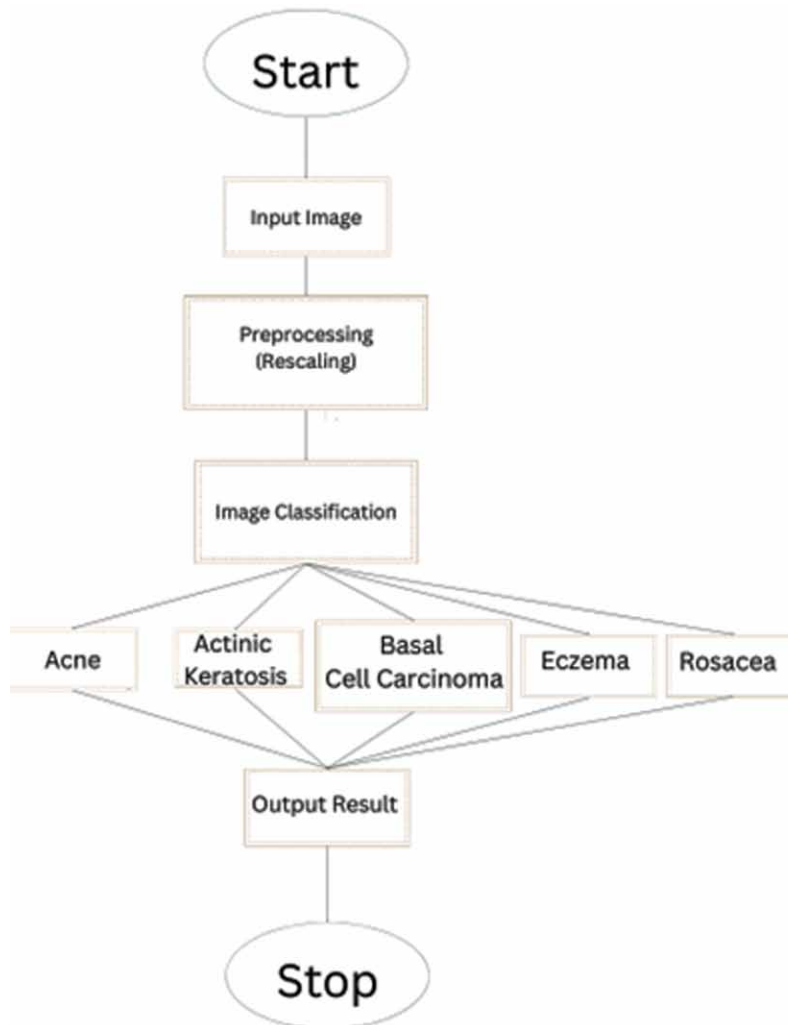 Start
Input Image
Preprocessing
(Rescaling)
Image Classification
Acne
Actinic
Keratosis
Basal
Cell Carcinoma
Eczema
Rosacea
Output Result
Stop